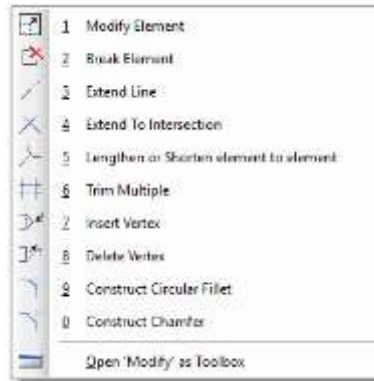 1 Modify Element
2 Break Element
3 Extend Line
4 Extend To Intersection
5 Lengthen or Shorten element to element
6 Trim Multiple
7 Insert Vertex
8 Delete Vertex
9 Construct Circular Fillet
0 Construct Chamfer
Open 'Modify' as Toolbox